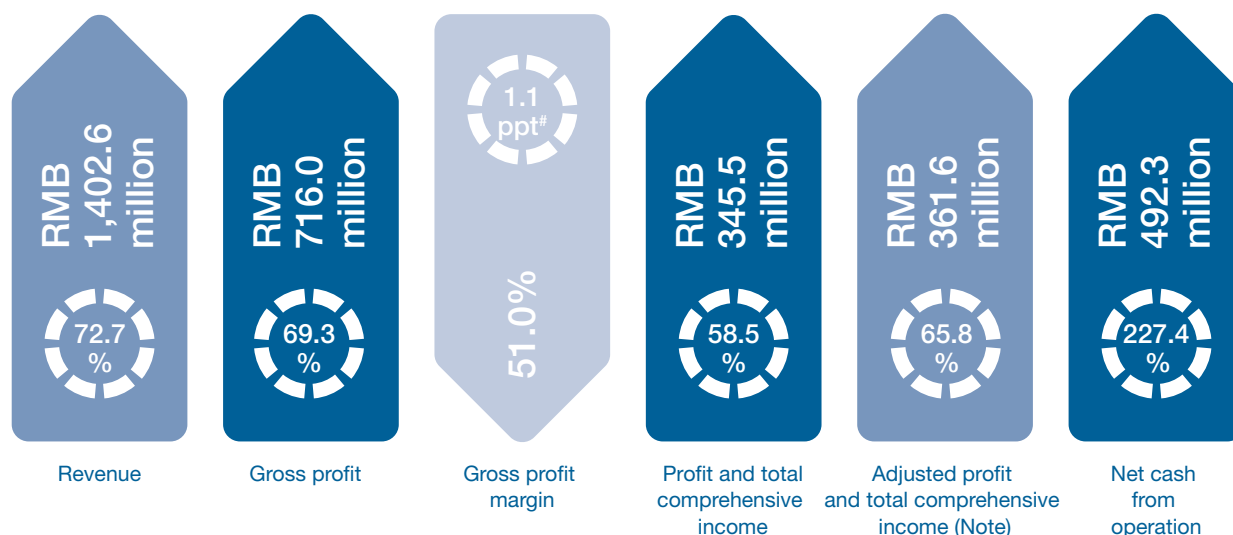 RMB
1,402.6
million
72.7
%
Revenue
RMB
716.0
million
69.3
%
Gross profit
1.1
ppt#
51.0%
Gross profit
margin
RMB
345.5
million
58.5
%
Profit and total
comprehensive
income
RMB
361.6
million
65.8
%
Adjusted profit
and total comprehensive
income (Note)
RMB
492.3
million
227.4
%
Net cash
from
operation